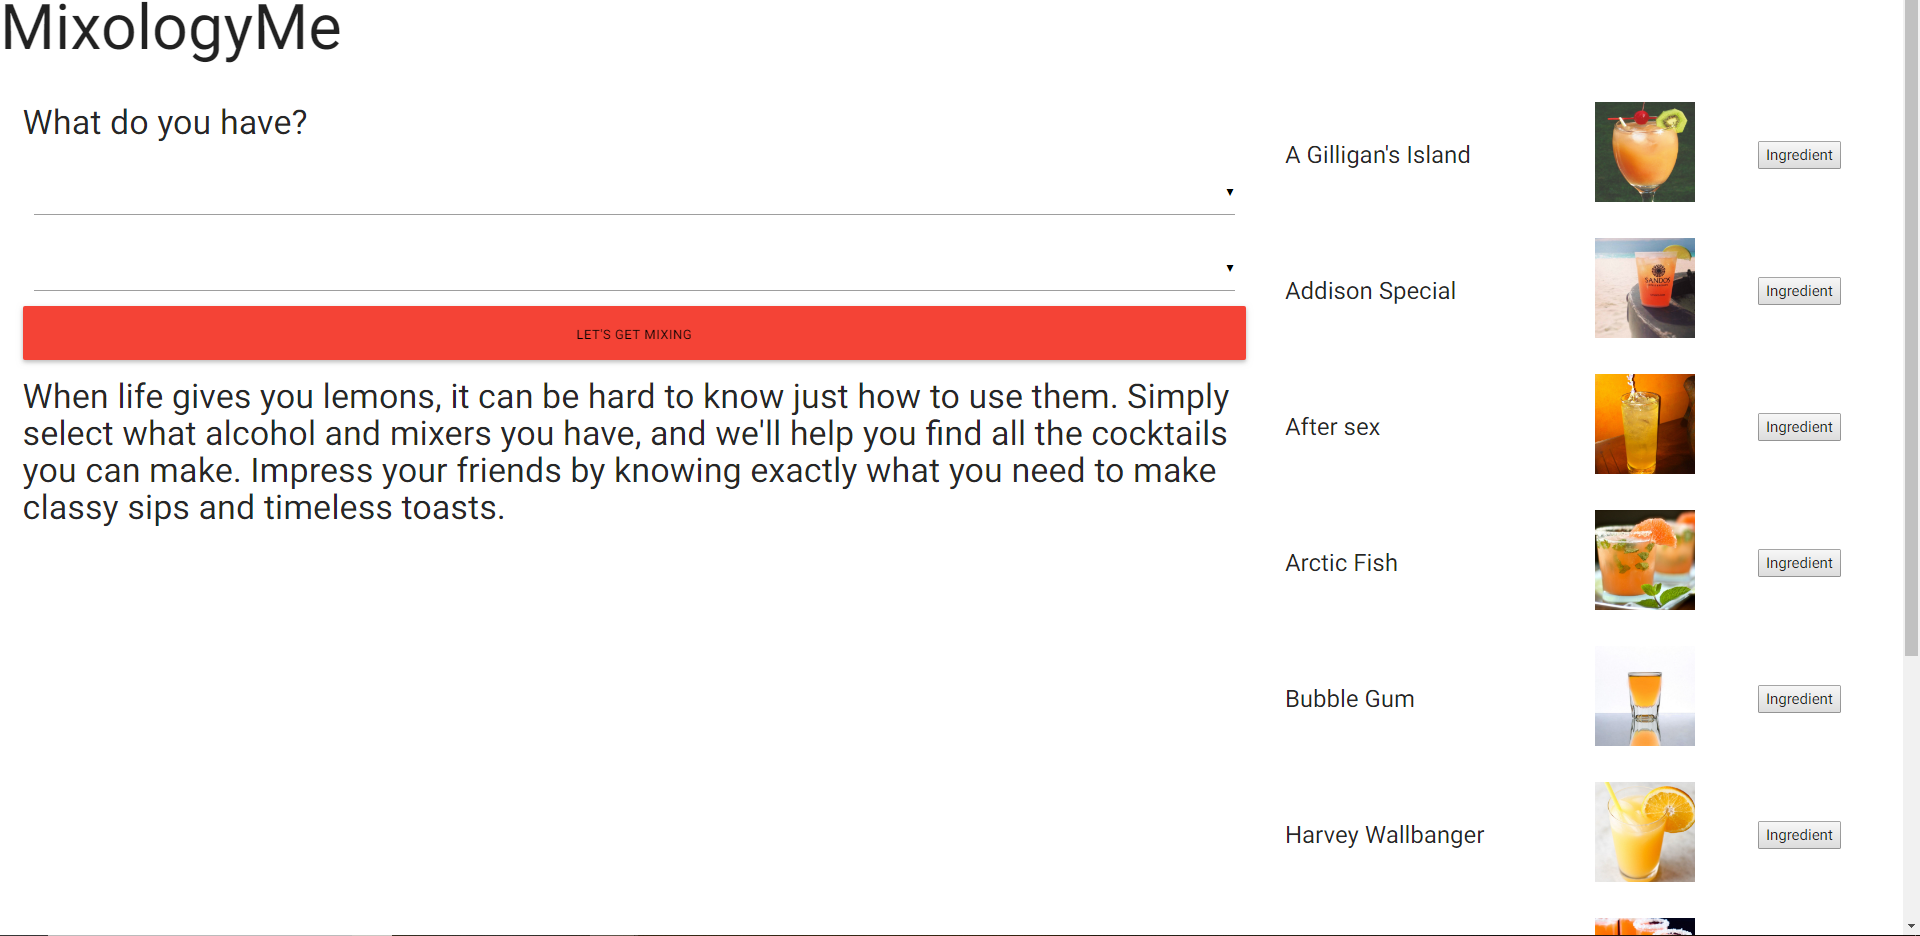 MixologyMe
What do you have?
LET'S GET MIXING
When life gives you lemons, it can be hard to know just how to use them. Simply
select what alcohol and mixers you have, and we'll help you find all the cocktails
you can make. Impress your friends by knowing exactly what you need to make
classy sips and timeless toasts.
A Gilligan's Island
Ingredient
Addison Special
SANDOS
Ingredient
After sex
Ingredient
Arctic Fish
Ingredient
Bubble Gum
Ingredient
Harvey Wallbanger
Ingredient